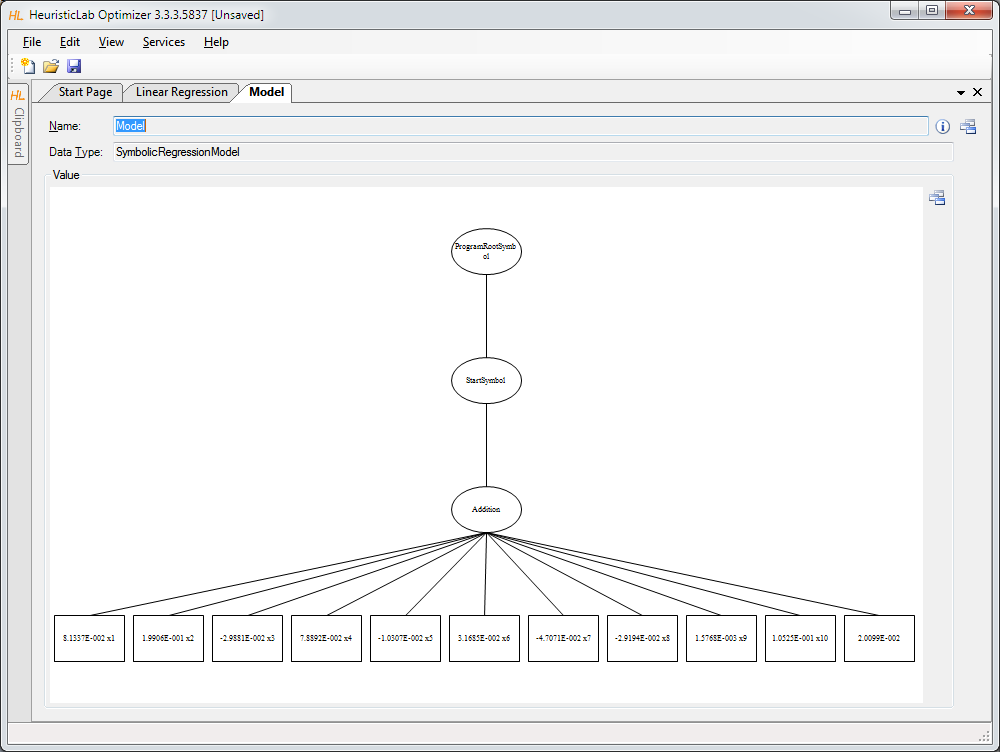 HL HeuristicLab Optimizer 3.3.3.5837 [Unsaved]
File Edit View Services Help
HL Clipboard
Start Page Linear Regression Model
Name: Model
Data Type: SymbolicRegressionModel
Value
ProgramRootSymb
ol
StartSymbol
Addition
8.1337E-002 x1 1.9906E-001 x2 -2.9881E-002 x3 7.8892E-002 x4 -1.0307E-002 x5 3.1685E-002 x6 -4.7071E-002 x7 -2.9194E-002 x8 1.5768E-003 x9 1.0525E-001 x10 2.0099E-002